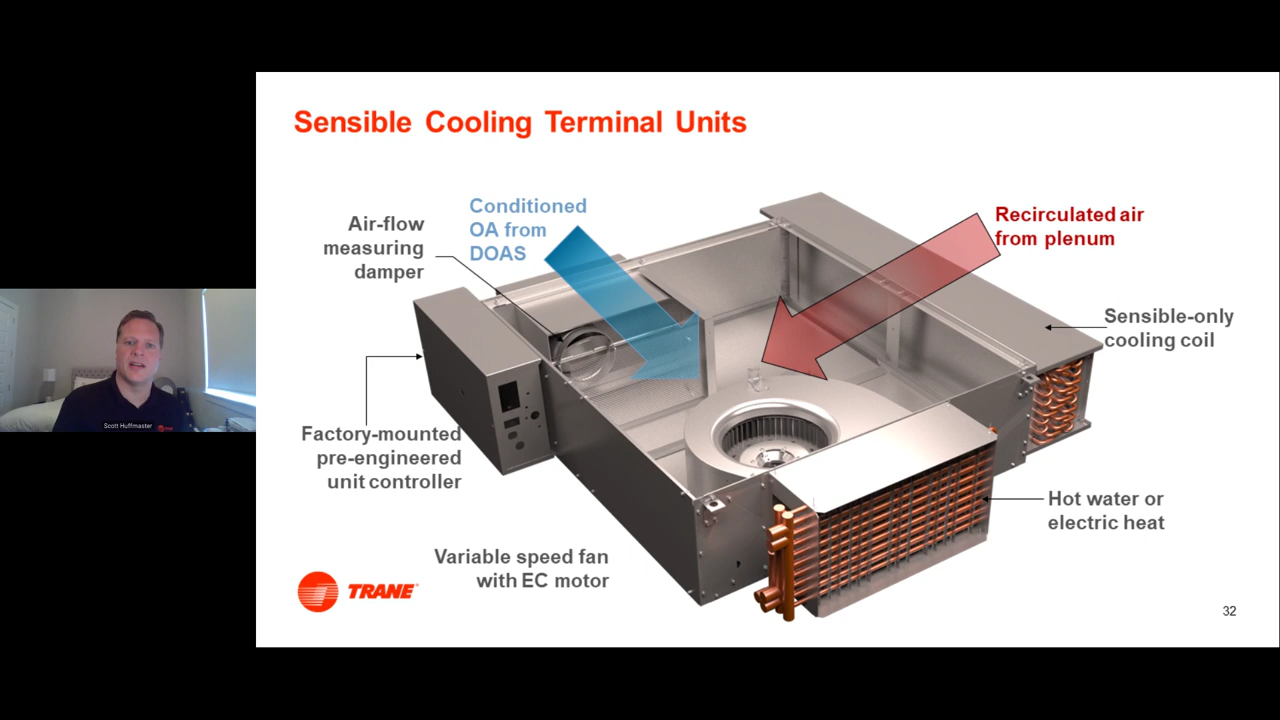 Sensible Cooling Terminal Units
Conditioned
OA from
DOAS
Recirculated air
from plenum
Air-flow
measuring
damper
Sensible-only
cooling coil
Factory-mounted
pre-engineered
unit controller
Hot water or
electric heat
Variable speed fan
with EC motor
TRANE
32
Scott Huffmaster